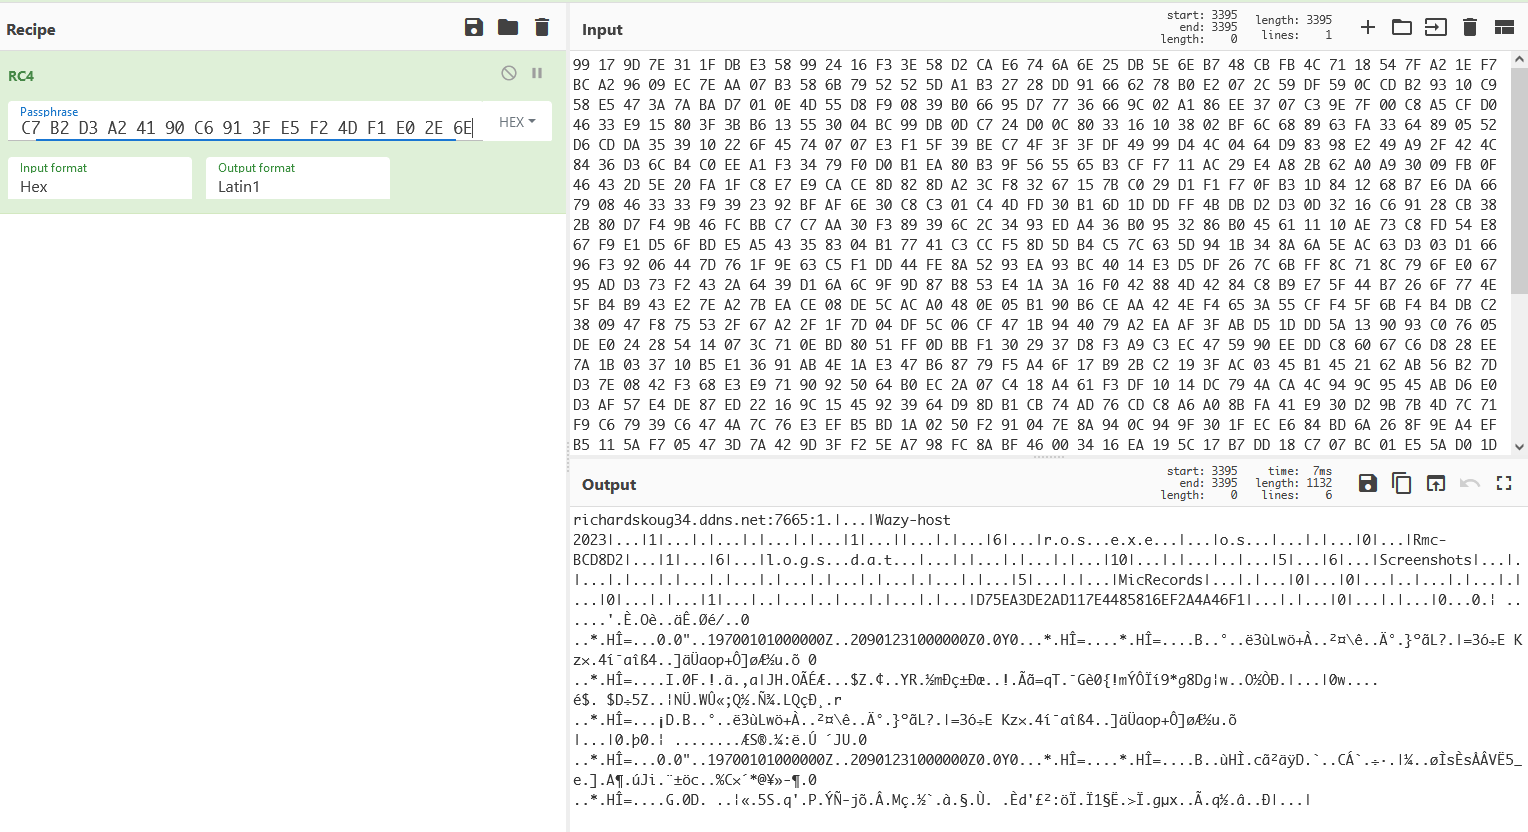 Recipe
RC4
Passphrase
C7 B2 D3 A2 41 90 C6 91 3F E5 F2 4D F1 E0 2E 6E
HEX
Input format
Hex
Output format
Latin1
Input
start: 3395
end: 3395
length: 0
length: 3395
lines: 1
99 17 9D 7E 31 1F DB E3 58 99 24 16 F3 3E 58 D2 CA E6 74 6A 6E 25 DB 5E 6E B7 48 CB FB 4C 71 18 54 7F A2 1E F7
BC A2 96 09 EC 7E AA 07 B3 58 6B 79 52 52 5D A1 B3 27 28 DD 91 66 62 78 B0 E2 07 2C 59 DF 59 0C CD B2 93 10 C9
58 E5 47 3A 7A BA D7 01 0E 4D 55 D8 F9 08 39 B0 66 95 D7 77 36 66 9C 02 A1 86 EE 37 07 C3 9E 7F 00 C8 A5 CF D0
46 33 E9 15 80 3F 3B B6 13 55 30 04 BC 99 DB 0D C7 24 D0 0C 80 33 16 10 38 02 BF 6C 68 89 63 FA 33 64 89 05 52
D6 CD DA 35 39 10 22 6F 45 74 07 07 E3 F1 5F 39 BE C7 4F 3F 3F DF 49 99 D4 4C 04 64 D9 83 98 E2 49 A9 2F 42 4C
84 36 D3 6C B4 C0 EE A1 F3 34 79 F0 D0 B1 EA 80 B3 9F 56 55 65 B3 CF F7 11 AC 29 E4 A8 2B 62 A0 A9 30 09 FB 0F
46 43 2D 5E 20 FA 1F C8 E7 E9 CA CE 8D 82 8D A2 3C F8 32 67 15 7B C0 29 D1 F1 F7 0F B3 1D 84 12 68 B7 E6 DA 66
79 08 46 33 33 F9 39 23 92 BF AF 6E 30 C8 C3 01 C4 4D FD 30 B1 6D 1D DD FF 4B DB D2 D3 0D 32 16 C6 91 28 CB 38
2B 80 D7 F4 9B 46 FC BB C7 C7 AA 30 F3 89 39 6C 2C 34 93 ED A4 36 B0 95 32 86 B0 45 61 11 10 AE 73 C8 FD 54 E8
67 F9 E1 D5 6F BD E5 A5 43 35 83 04 B1 77 41 C3 CC F5 8D 5D B4 C5 7C 63 5D 94 1B 34 8A 6A 5E AC 63 D3 03 D1 66
96 F3 92 06 44 7D 76 1F 9E 63 C5 F1 DD 44 FE 8A 52 93 EA 93 BC 40 14 E3 D5 DF 26 7C 6B FF 8C 71 8C 79 6F E0 67
95 AD D3 73 F2 43 2A 64 39 D1 6A 6C 9F 9D 87 B8 53 E4 1A 3A 16 F0 42 88 4D 42 84 C8 B9 E7 5F 44 B7 26 6F 77 4E
5F B4 B9 43 E2 7E A2 7B EA CE 08 DE 5C AC A0 48 0E 05 B1 90 B6 CE AA 42 4E F4 65 3A 55 CF F4 5F 6B F4 B4 DB C2
38 09 47 F8 75 53 2F 67 A2 2F 1F 7D 04 DF 5C 06 CF 47 1B 94 40 79 A2 EA AF 3F AB D5 1D DD 5A 13 90 93 C0 76 05
DE E0 24 28 54 14 07 3C 71 0E BD 80 51 FF 0D BB F1 30 29 37 D8 F3 A9 C3 EC 47 59 90 EE DD C8 60 67 C6 D8 28 EE
7A 1B 03 37 10 B5 E1 36 91 AB 4E 1A E3 47 B6 87 79 F5 A4 6F 17 B9 2B C2 19 3F AC 03 45 B1 45 21 62 AB 56 B2 7D
D3 7E 08 42 F3 68 E3 E9 71 90 92 50 64 B0 EC 2A 07 C4 18 A4 61 F3 DF 10 14 DC 79 4A CA 4C 94 9C 95 45 AB D6 E0
D3 AF 57 E4 DE 87 ED 22 16 9C 15 45 92 39 64 D9 8D B1 CB 74 AD 76 CD C8 A6 A0 8B FA 41 E9 30 D2 9B 7B 4D 7C 71
F9 C6 79 39 C6 47 4A 7C 76 E3 EF B5 BD 1A 02 50 F2 91 04 7E 8A 94 0C 94 9F 30 1F EC E6 84 BD 6A 26 8F 9E A4 EF
B5 11 5A F7 05 47 3D 7A 42 9D 3F F2 5E A7 98 FC 8A BF 46 00 34 16 EA 19 5C 17 B7 DD 18 C7 07 BC 01 E5 5A D0 1D
Output
start: 3395
end: 3395
length: 0
time: 7ms
length: 1132
lines: 6
richardskoug34.ddns.net:7665:1.|...|Wazy-host
2023|...|1|...|.|...|.|...|.|...|1|...||...|.|...|6|...|r.o.s...e.x.e...|...|o.s...|...|.|...|0|...|Rmc-
BCD8D2|...|1|...|6|...|l.o.g.s...d.a.t...|...|.|...|.|...|.|...|10|...|.|...|..|...|5|...|6|...|Screenshots|...|.
|...|.|...|.|...|.|...|.|...|.|...|.|...|.|...|.|...|5|...|.|...|MicRecords|...|.|...|0|...|0|...|..|...|.|...|.|
...|0|...|.|...|1|...|..|...|..|...|.|...|.|...|D75EA3DE2AD117E4485816EF2A4A46F1|...|.|...|0|...|.|...|0...0.¦ ..
....'.È.Oè..äÊ.Øé/..0
..*.HÎ=...0.0"..19700101000000Z..20901231000000Z0.0Y0...*.HÎ=....*.HÎ=....B..°..ë3ùLwö+À..²¤\ê..Ä°.}ºãL?.|=3ó÷E K
z×.4í¯aîß4..]äÜaop+Ô]øÆ½u.õ 0
..*.HÎ=....I.0F.!.ä.,a|JH.OÃÉÆ...$Z.¢..YR.½mÐç±Ðœ..!.Ãã=qT.¯Gè0{!mÝÔÏí9*g8Dg¦w..O½ÒÐ.|...|0w....
é$. $D÷5Z..¦NÜ.WÛ«;Q½.Ñ¾.LQçÐ¸.r
..*.HÎ=...¡D.B..°..ë3ùLwö+À..²¤\ê..Ä°.}ºãL?.|=3ó÷E Kz×.4í¯aîß4..]äÜaop+Ô]øÆ½u.õ
|...|0.þ0.¦ ........ÆS®.¼:ë.Ú ´JU.0
..*.HÎ=...0.0"..19700101000000Z..20901231000000Z0.0Y0...*.HÎ=....*.HÎ=....B..ùHÌ.cã²äÿD.`..CÁ`.÷·.|¼..øÌsÈsÅÂVË5_
e.].A¶.úJi.¨±öc..%C×´*@¥»-¶.0
..*.HÎ=....G.0D. ..¦«.5S.q'.P.ÝÑ-jõ.Â.Mç.½`.à.§.Ù. .Èd'£²:öÏ.Ï1§Ë.>Ï.gµx..Ã.q½.â..Ð|...|